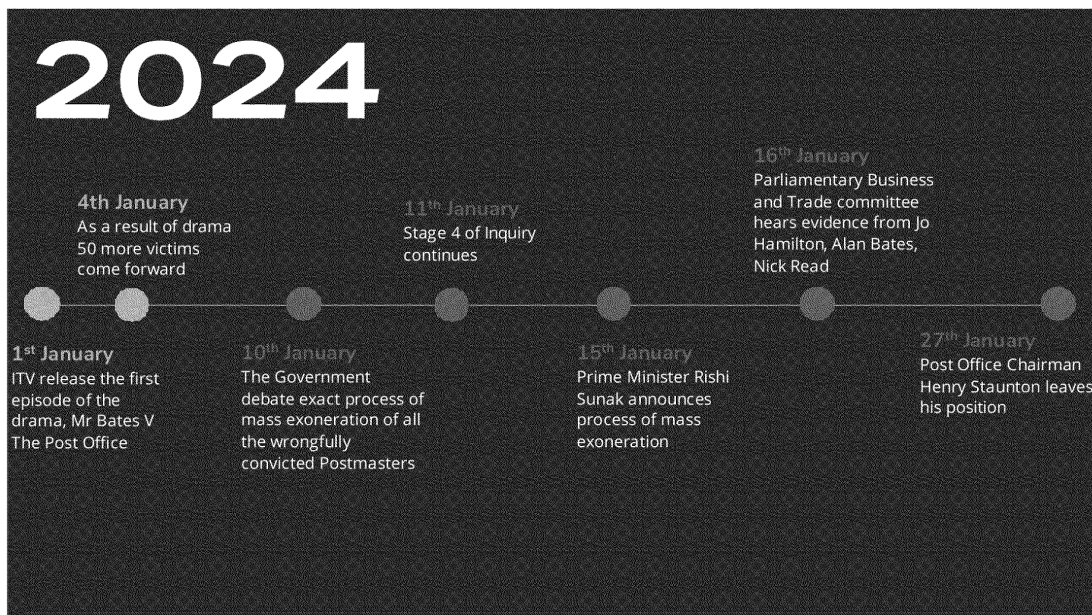 2024
4th January
As a result of drama
50 more victims
come forward
11th January
Stage 4 of Inquiry
continues
16th January
Parliamentary Business
and Trade committee
hears evidence from Jo
Hamilton, Alan Bates,
Nick Read
1st January
ITV release the first
episode of the
drama, Mr Bates V
The Post Office
10th January
The Government
debate exact process of
mass exoneration of all
the wrongfully
convicted Postmasters
15th January
Prime Minister Rishi
Sunak announces
process of mass
exoneration
27th January
Post Office Chairman
Henry Staunton leaves
his position